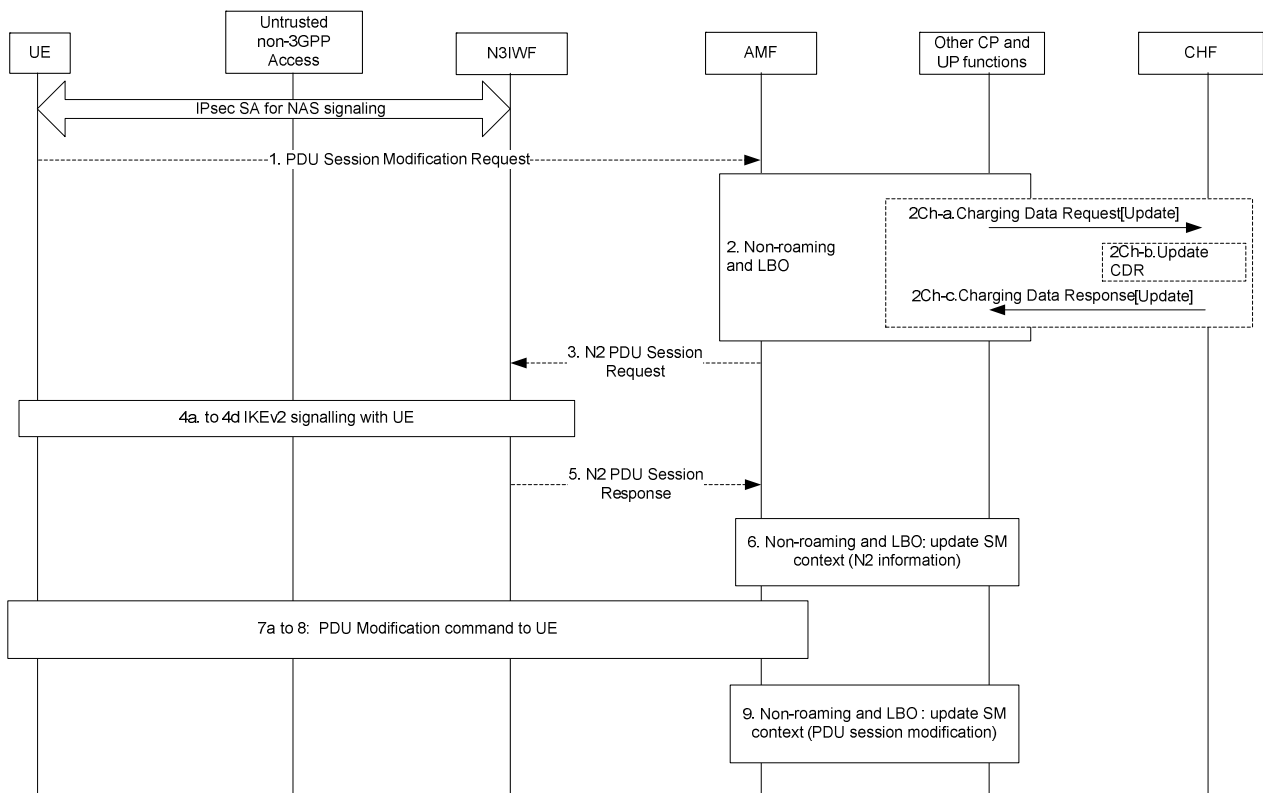 UE
Untrusted
non-3GPP
Access
N3IWF
AMF
Other CP and
UP functions
CHF
IPsec SA for NAS signaling
1. PDU Session Modification Request
2Ch-a.Charging Data Request[Update]
2. Non-roaming
and LBO
2Ch-b.Update
CDR
2Ch-c.Charging Data Response[Update]
3. N2 PDU Session
Request
4a. to 4d IKEv2 signalling with UE
5. N2 PDU Session
Response
6. Non-roaming and LBO: update SM
context (N2 information)
7a to 8: PDU Modification command to UE
9. Non-roaming and LBO : update SM
context (PDU session modification)